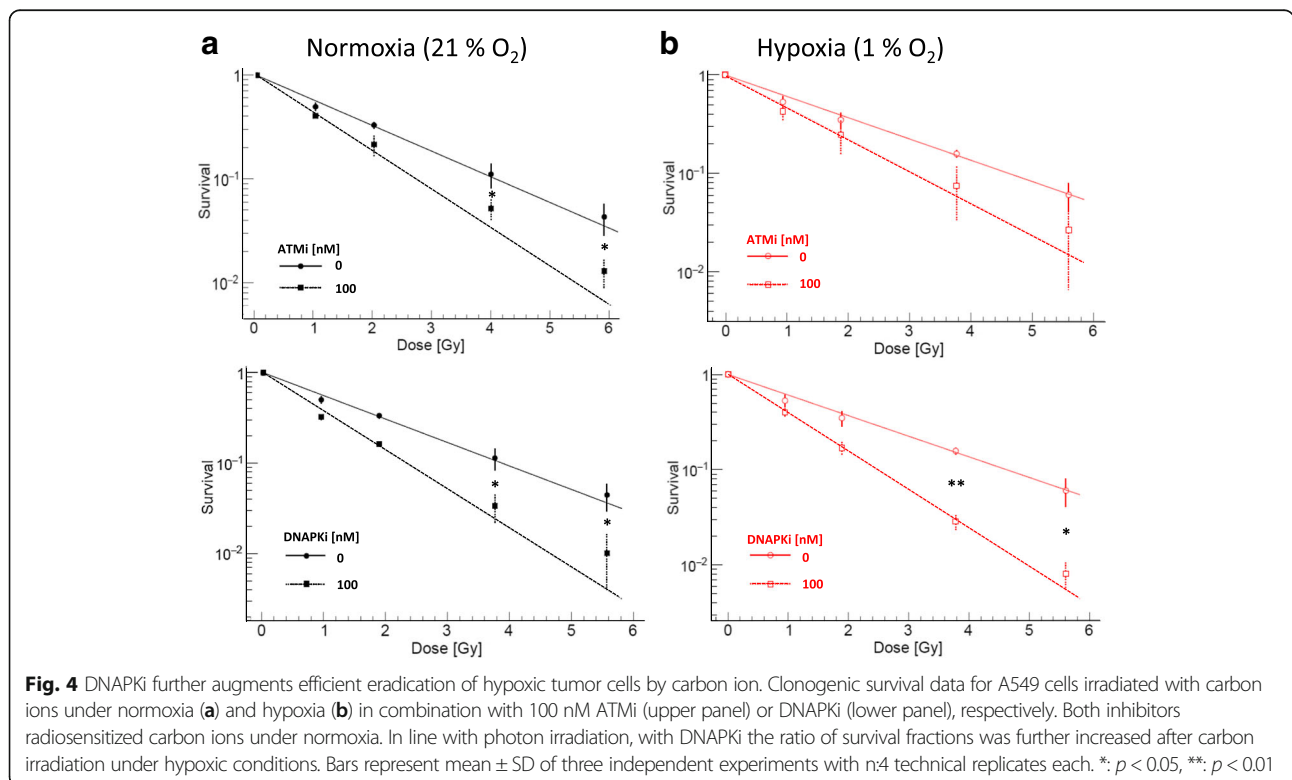 a Normoxia (21 % O₂)
b Hypoxia (1 % O₂)
1
10⁻¹
10⁻²
Survival
*
*
ATMi [nM]
0
100
0 1 2 3 4 5 6
Dose [Gy]
1
10⁻¹
10⁻²
Survival
ATMi [nM]
0
100
0 1 2 3 4 5 6
Dose [Gy]
1
10⁻¹
10⁻²
Survival
*
*
DNAPKi [nM]
0
100
0 1 2 3 4 5 6
Dose [Gy]
1
10⁻¹
10⁻²
Survival
**
*
DNAPKi [nM]
0
100
0 1 2 3 4 5 6
Dose [Gy]
Fig. 4 DNAPKi further augments efficient eradication of hypoxic tumor cells by carbon ion. Clonogenic survival data for A549 cells irradiated with carbon
ions under normoxia (a) and hypoxia (b) in combination with 100 nM ATMi (upper panel) or DNAPKi (lower panel), respectively. Both inhibitors
radiosensitized carbon ions under normoxia. In line with photon irradiation, with DNAPKi the ratio of survival fractions was further increased after carbon
irradiation under hypoxic conditions. Bars represent mean ± SD of three independent experiments with n:4 technical replicates each. *: p < 0.05, **: p < 0.01